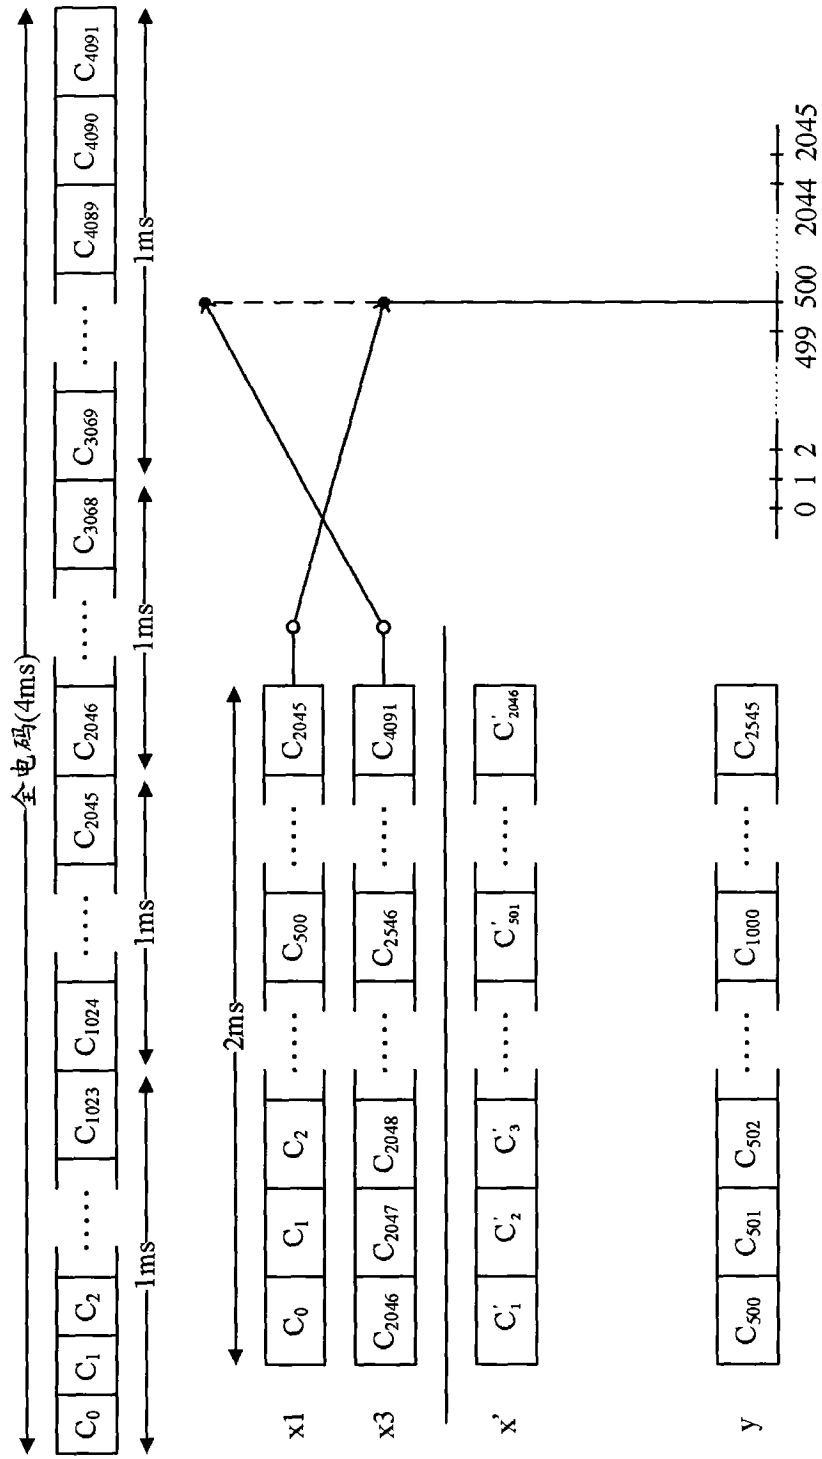 全电码(4ms)
C0 C1 C2 ...... C1023 C1024 ...... C2045 C2046 ...... C3068 C3069 ...... C4089 C4090 C4091
1ms 1ms 1ms 1ms
2ms
x1 C0 C1 C2 ..... C500 ..... C2045
x3 C2046 C2047 C2048 ..... C2546 ..... C4091
x' C'1 C'2 C'3 ..... C'501 ..... C'2046
y C500 C501 C502 ..... C1000 ..... C2545
0 1 2 499 500 2044 2045